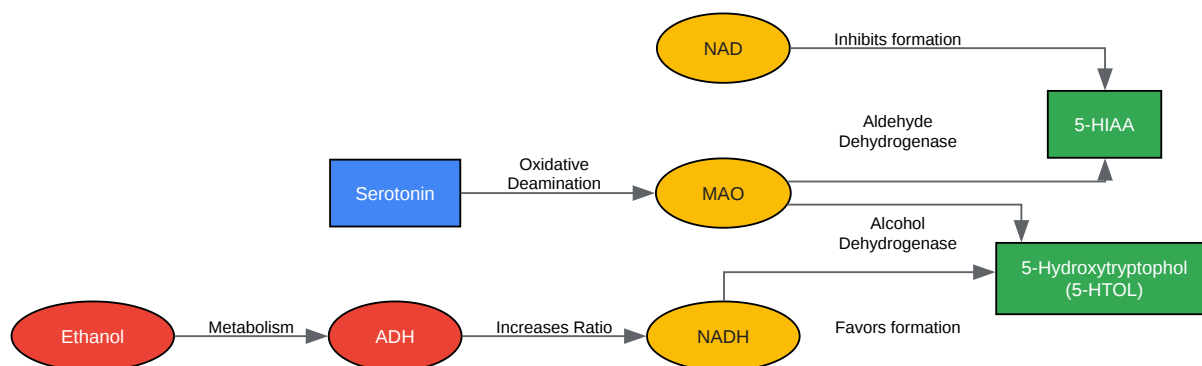 NAD
Inhibits formation
5-HIAA
Aldehyde
Dehydrogenase
Serotonin
Oxidative
Deamination
MAO
Alcohol
Dehydrogenase
5-Hydroxytryptophol
(5-HTOL)
Ethanol
Metabolism
ADH
Increases Ratio
NADH
Favors formation